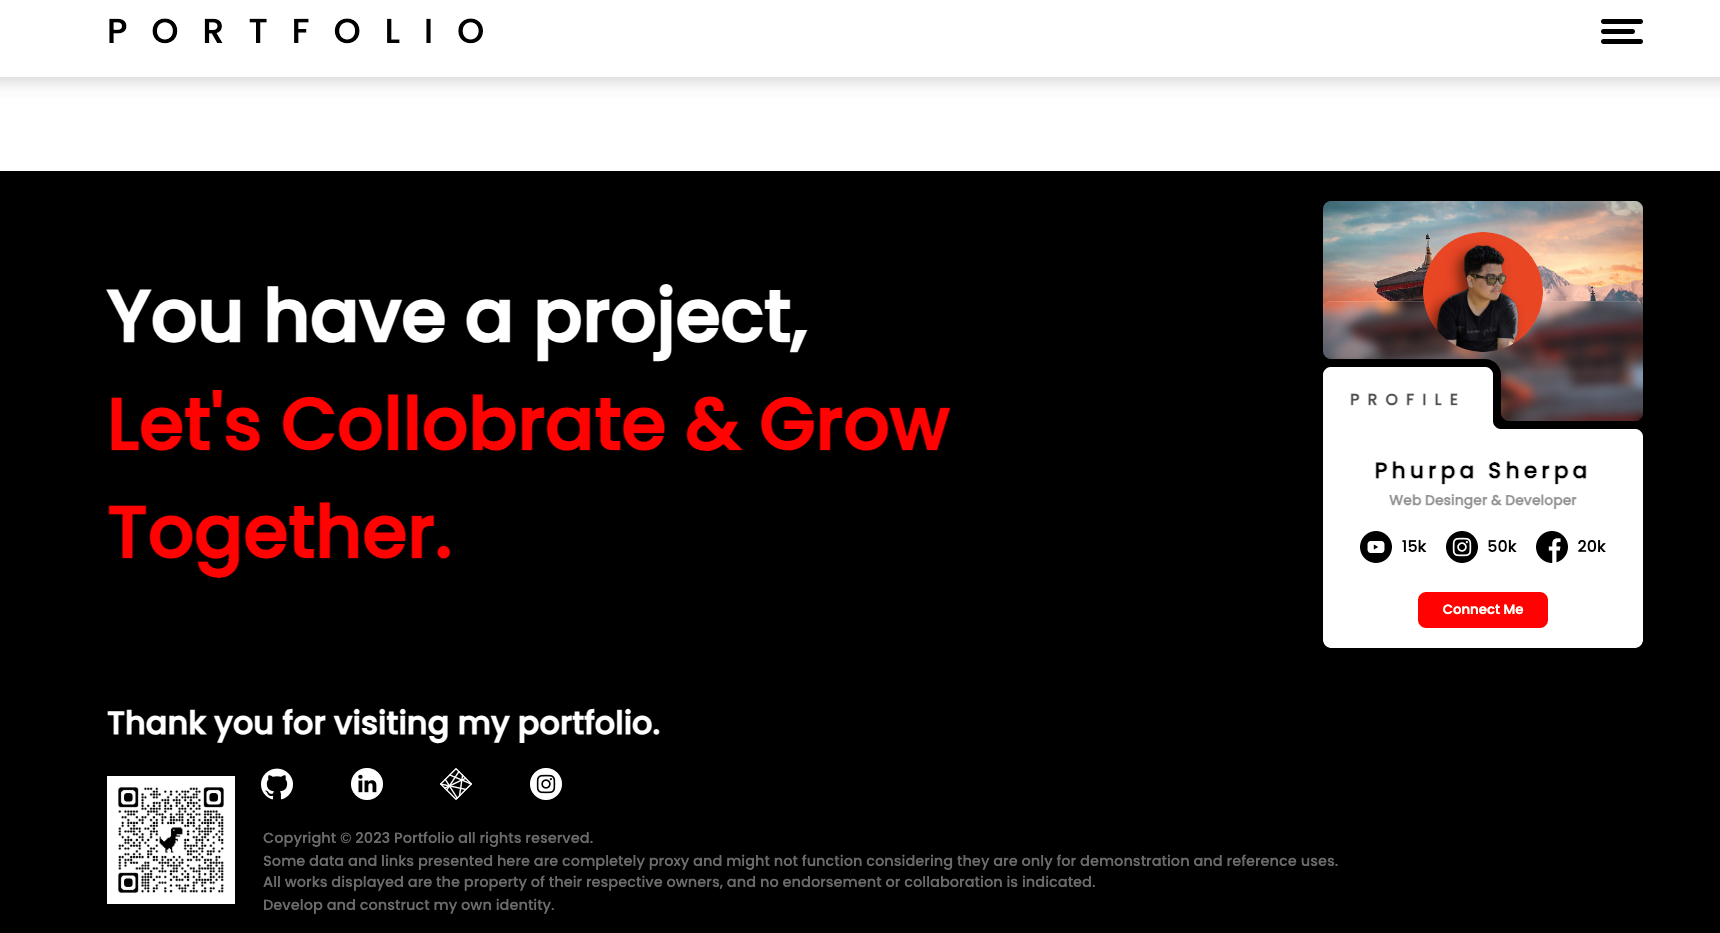 PORTFOLIO
You have a project,
Let's Collobrate & Grow
Together.
PROFILE
Phurpa Sherpa
Web Desinger & Developer
15k 50k 20k
Connect Me
Thank you for visiting my portfolio.
Copyright © 2023 Portfolio all rights reserved.
Some data and links presented here are completely proxy and might not function considering they are only for demonstration and reference uses.
All works displayed are the property of their respective owners, and no endorsement or collaboration is indicated.
Develop and construct my own identity.